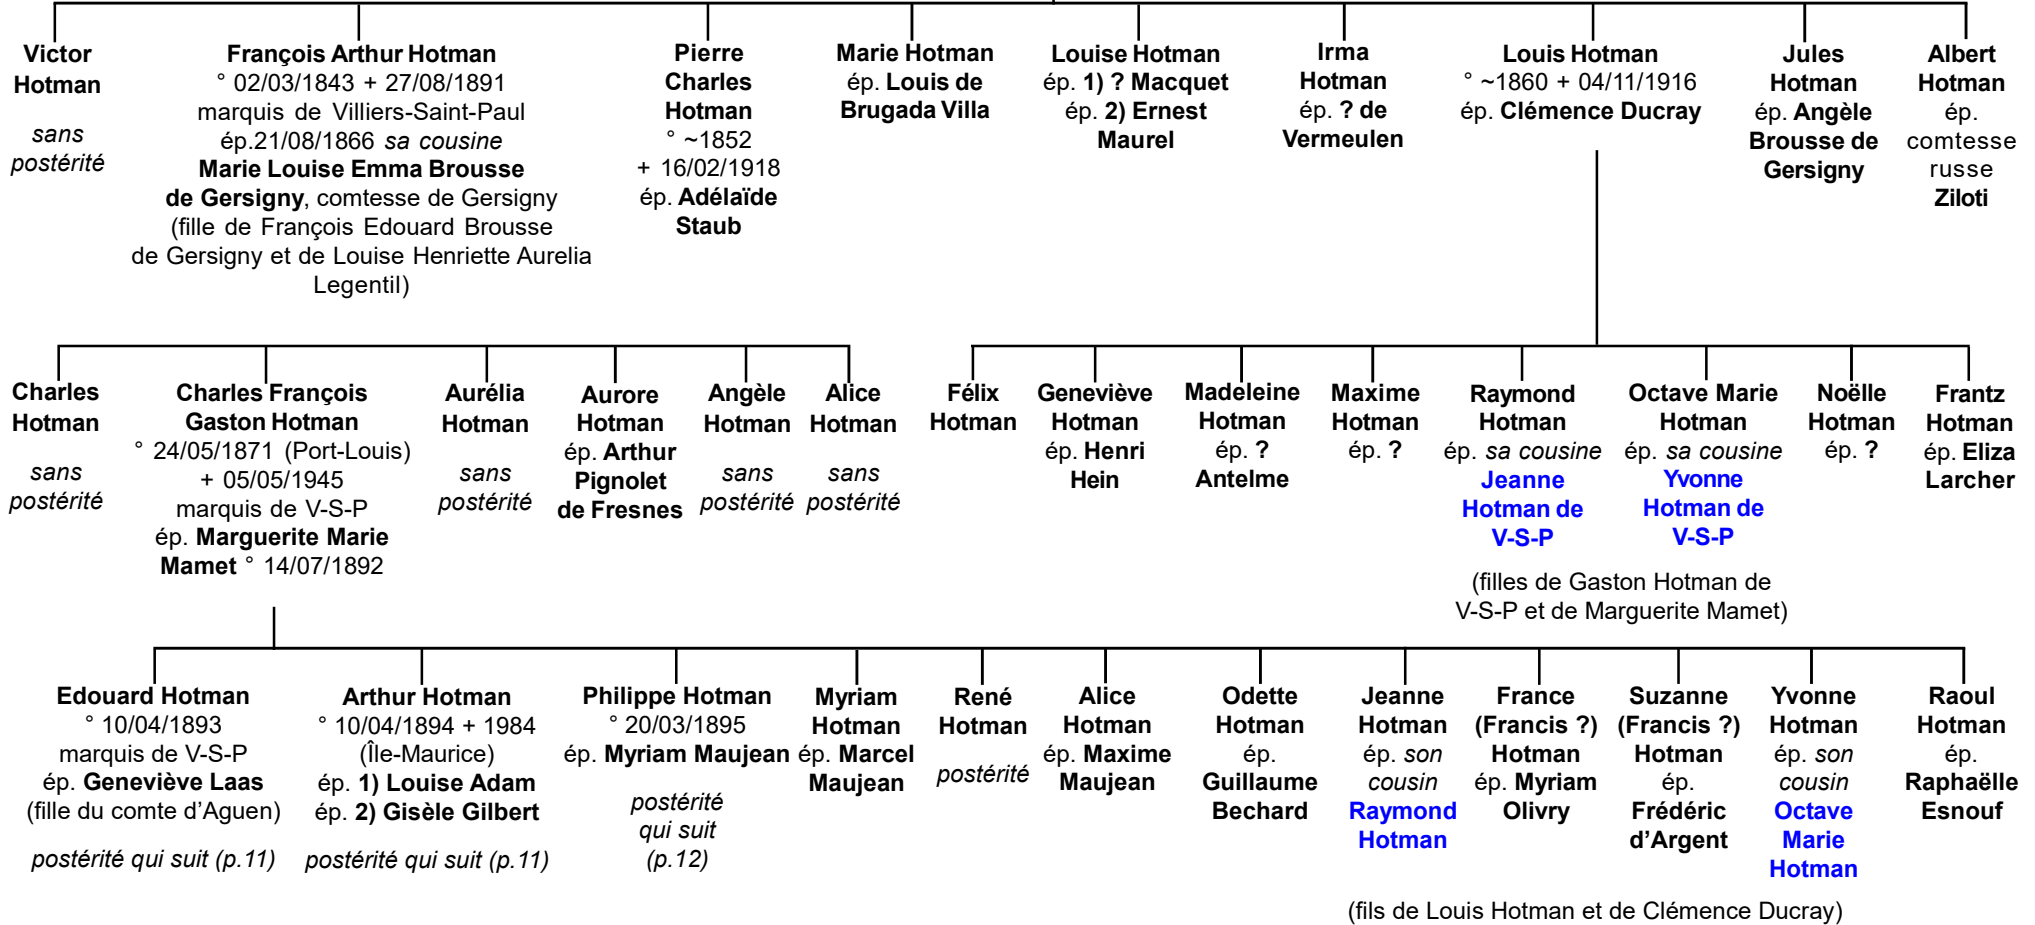 Victor
Hotman
sans
postérité
François Arthur Hotman
° 02/03/1843 + 27/08/1891
marquis de Villiers-Saint-Paul
ép.21/08/1866 sa cousine
Marie Louise Emma Brousse
de Gersigny, comtesse de Gersigny
(fille de François Edouard Brousse
de Gersigny et de Louise Henriette Aurelia
Legentil)
Pierre
Charles
Hotman
° ~1852
+ 16/02/1918
ép. Adélaïde
Staub
Marie Hotman
ép. Louis de
Brugada Villa
Louise Hotman
ép. 1) ? Macquet
ép. 2) Ernest
Maurel
Irma
Hotman
ép. ? de
Vermeulen
Louis Hotman
° ~1860 + 04/11/1916
ép. Clémence Ducray
Jules
Hotman
ép. Angèle
Brousse de
Gersigny
Albert
Hotman
ép.
comtesse
russe
Ziloti
Charles
Hotman
sans
postérité
Charles François
Gaston Hotman
° 24/05/1871 (Port-Louis)
+ 05/05/1945
marquis de V-S-P
ép. Marguerite Marie
Mamet ° 14/07/1892
Aurélia
Hotman
sans
postérité
Aurore
Hotman
ép. Arthur
Pignolet
de Fresnes
Angèle
Hotman
sans
postérité
Alice
Hotman
sans
postérité
Félix
Hotman
Geneviève
Hotman
ép. Henri
Hein
Madeleine
Hotman
ép. ?
Antelme
Maxime
Hotman
ép. ?
Raymond
Hotman
ép. sa cousine
Jeanne
Hotman de
V-S-P
Octave Marie
Hotman
ép. sa cousine
Yvonne
Hotman de
V-S-P
(filles de Gaston Hotman de
V-S-P et de Marguerite Mamet)
Noëlle
Hotman
ép. ?
Frantz
Hotman
ép. Eliza
Larcher
Edouard Hotman
° 10/04/1893
marquis de V-S-P
ép. Geneviève Laas
(fille du comte d'Aguen)
postérité qui suit (p.11)
Arthur Hotman
° 10/04/1894 + 1984
(Île-Maurice)
ép. 1) Louise Adam
ép. 2) Gisèle Gilbert
postérité qui suit (p.11)
Philippe Hotman
° 20/03/1895
ép. Myriam Maujean
postérité
qui suit
(p.12)
Myriam
Hotman
ép. Marcel
Maujean
René
Hotman
postérité
Alice
Hotman
ép. Maxime
Maujean
Odette
Hotman
ép.
Guillaume
Bechard
Jeanne
Hotman
ép. son
cousin
Raymond
Hotman
France
(Francis ?)
Hotman
ép. Myriam
Olivry
Suzanne
(Francis ?)
Hotman
ép.
Frédéric
d'Argent
Yvonne
Hotman
ép. son
cousin
Octave
Marie
Hotman
Raoul
Hotman
ép.
Raphaëlle
Esnouf
(fils de Louis Hotman et de Clémence Ducray)